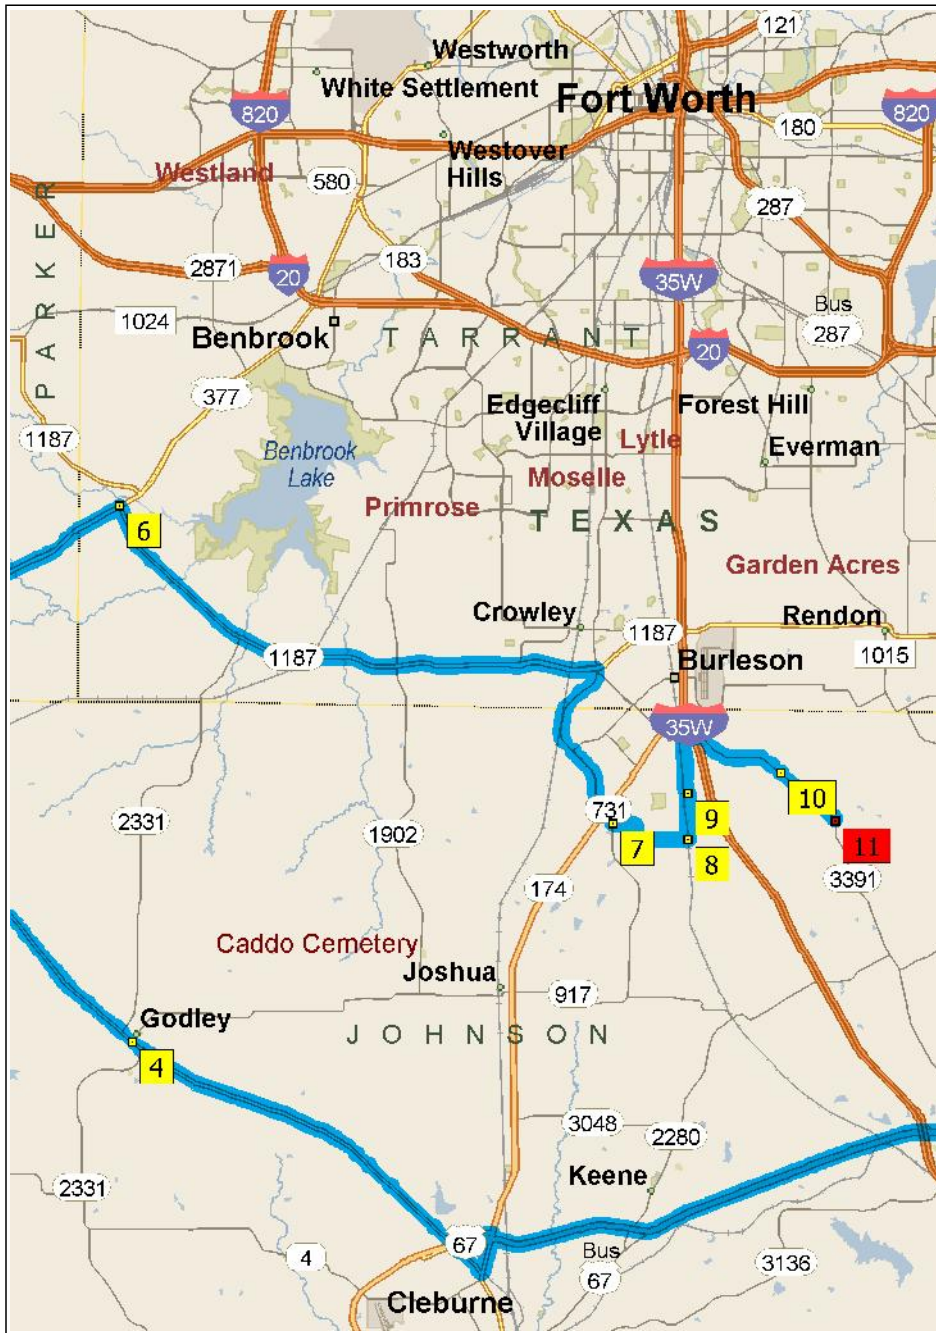 121
Westworth
White Settlement
Fort Worth
820
820
180
Westover
Hills
Westland
580
287
PARKER
2871
20
183
35W
1024
Benbrook
TARRANT
Bus
287
20
377
Edgecliff
Village
Forest Hill
1187
Benbrook
Lake
Lytle
Everman
Moselle
Primrose
TEXAS
6
Garden Acres
Crowley
1187
Rendon
1187
Burleson
1015
35W
10
2331
1902
731
9
7
8
11
174
3391
Caddo Cemetery
Joshua
917
Godley
JOHNSON
4
3048
2280
Keene
2331
67
4
Bus
67
3136
Cleburne